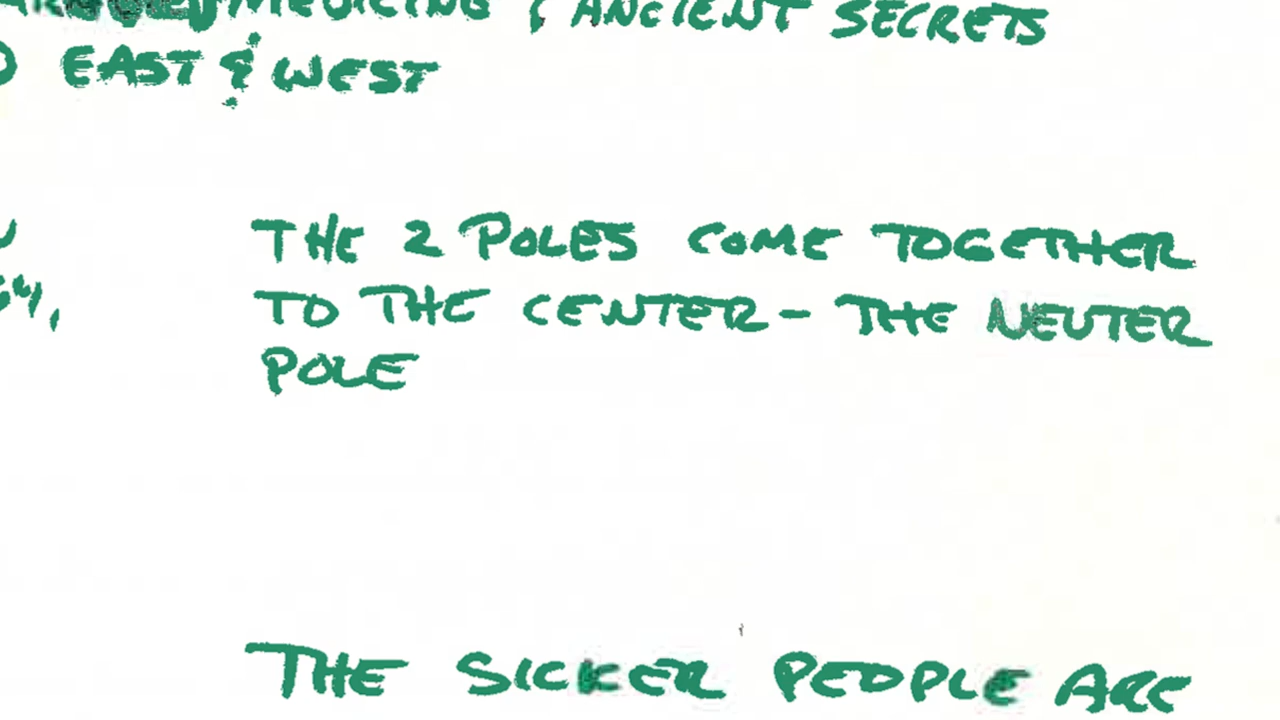 MEDICINE & ANCIENT SECRETS
EAST & WEST
THE 2 POLES COME TOGETHER
TO THE CENTER - THE NEUTER
POLE
THE SICKER PEOPLE ARE